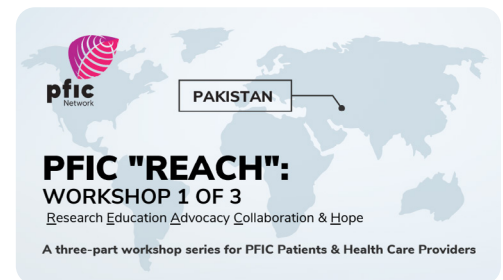 pfic
Network
PAKISTAN
PFIC "REACH":
WORKSHOP 1 OF 3
Research Education Advocacy Collaboration & Hope
A three-part workshop series for PFIC Patients & Health Care Providers